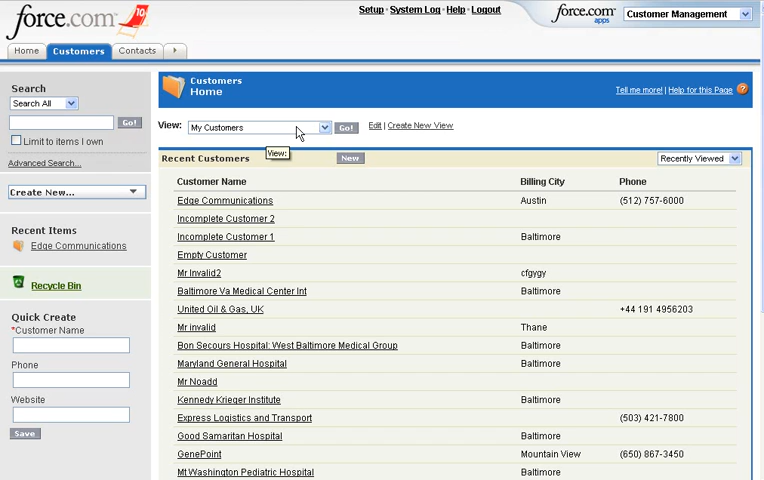 force.com
10
Setup · System Log · Help · Logout
force.com
apps
Customer Management
Home
Customers
Contacts
Search
Search All
Go!
Limit to items I own
Advanced Search...
Create New...
Recent Items
Edge Communications
Recycle Bin
Quick Create
*Customer Name
Phone
Website
Save
Customers
Home
Tell me more! | Help for this Page ?
View: My Customers Go! Edit | Create New View
View:
Recent Customers New Recently Viewed
Customer Name Billing City Phone
Edge Communications Austin (512) 757-6000
Incomplete Customer 2
Incomplete Customer 1 Baltimore
Empty Customer
Mr Invalid2 cfgygy
Baltimore Va Medical Center Int Baltimore
United Oil & Gas, UK +44 191 4956203
Mr invalid Thane
Bon Secours Hospital: West Baltimore Medical Group Baltimore
Maryland General Hospital Baltimore
Mr Noadd
Kennedy Krieger Institute Baltimore
Express Logistics and Transport (503) 421-7800
Good Samaritan Hospital Baltimore
GenePoint Mountain View (650) 867-3450
Mt Washington Pediatric Hospital Baltimore